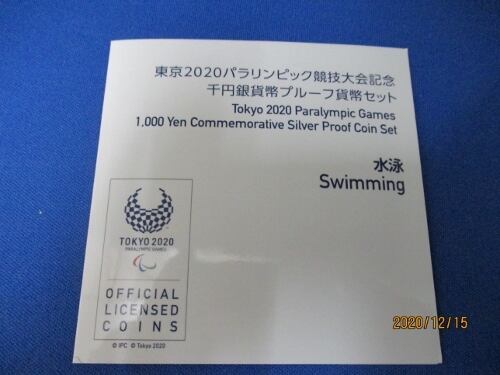 東京2020パラリンピック競技大会記念
千円銀貨幣プルーフ貨幣セット
Tokyo 2020 Paralympic Games
1,000 Yen Commemorative Silver Proof Coin Set
水泳
Swimming
TOKYO 2020
PARALYMPIC GAMES
OFFICIAL
LICENSED
COINS
© IPC © Tokyo 2020
2020/12/15